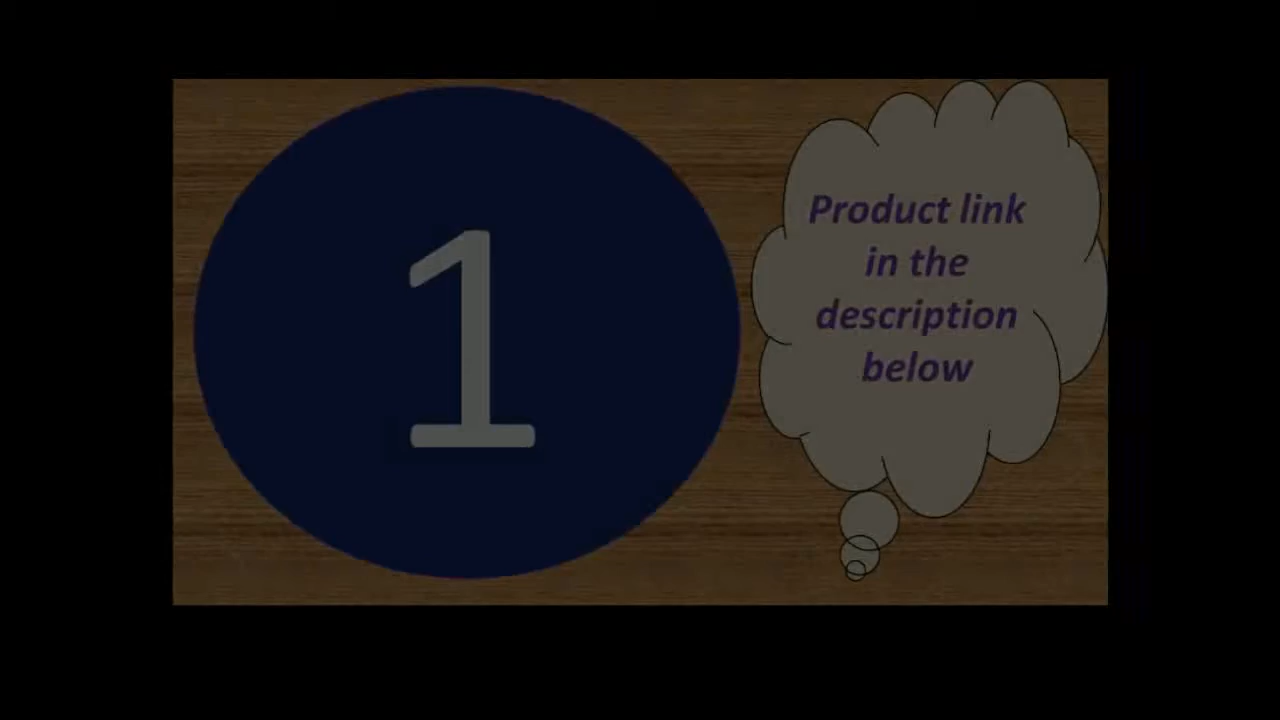 1
Product link
in the
description
below